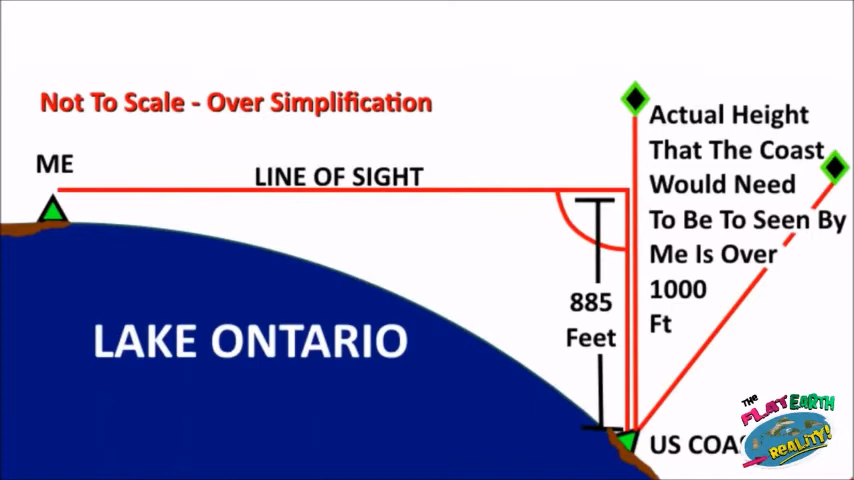 Not To Scale - Over Simplification
ME
LINE OF SIGHT
Actual Height
That The Coast
Would Need
To Be To Seen By
Me Is Over
1000
Ft
885
Feet
LAKE ONTARIO
US
THE
FLAT EARTH
REALITY!